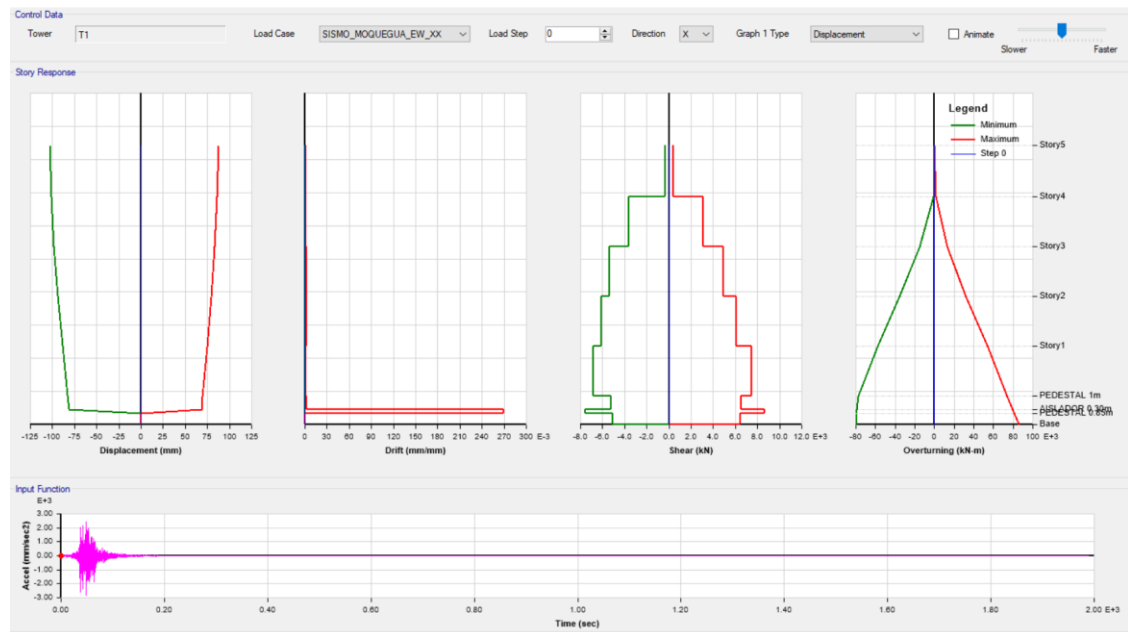 Control Data
Tower T1 Load Case SISMO_MOQUEGUA_EW_XX Load Step 0 Direction X Graph 1 Type Displacement Animate
Slower Faster
Story Response
Legend
Minimum
Maximum
Step 0
Story5
Story4
Story3
Story2
Story1
PEDESTAL 1m
AISLADOR 0.30m
PEDESTAL 0.85m
Base
-125 -100 -75 -50 -25 0 25 50 75 100 125
Displacement (mm)
0 30 60 90 120 150 180 210 240 270 300 E-3
Drift (mm/mm)
-8.0 -6.0 -4.0 -2.0 0.0 2.0 4.0 6.0 8.0 10.0 12.0 E+3
Shear (kN)
-80 -60 -40 -20 0 20 40 60 80 100 E+3
Overturning (kN-m)
Input Function
E+3
3.00
2.00
1.00
0.00
-1.00
-2.00
-3.00
Accel (mm/sec2)
0.00 0.20 0.40 0.60 0.80 1.00 1.20 1.40 1.60 1.80 2.00 E+3
Time (sec)